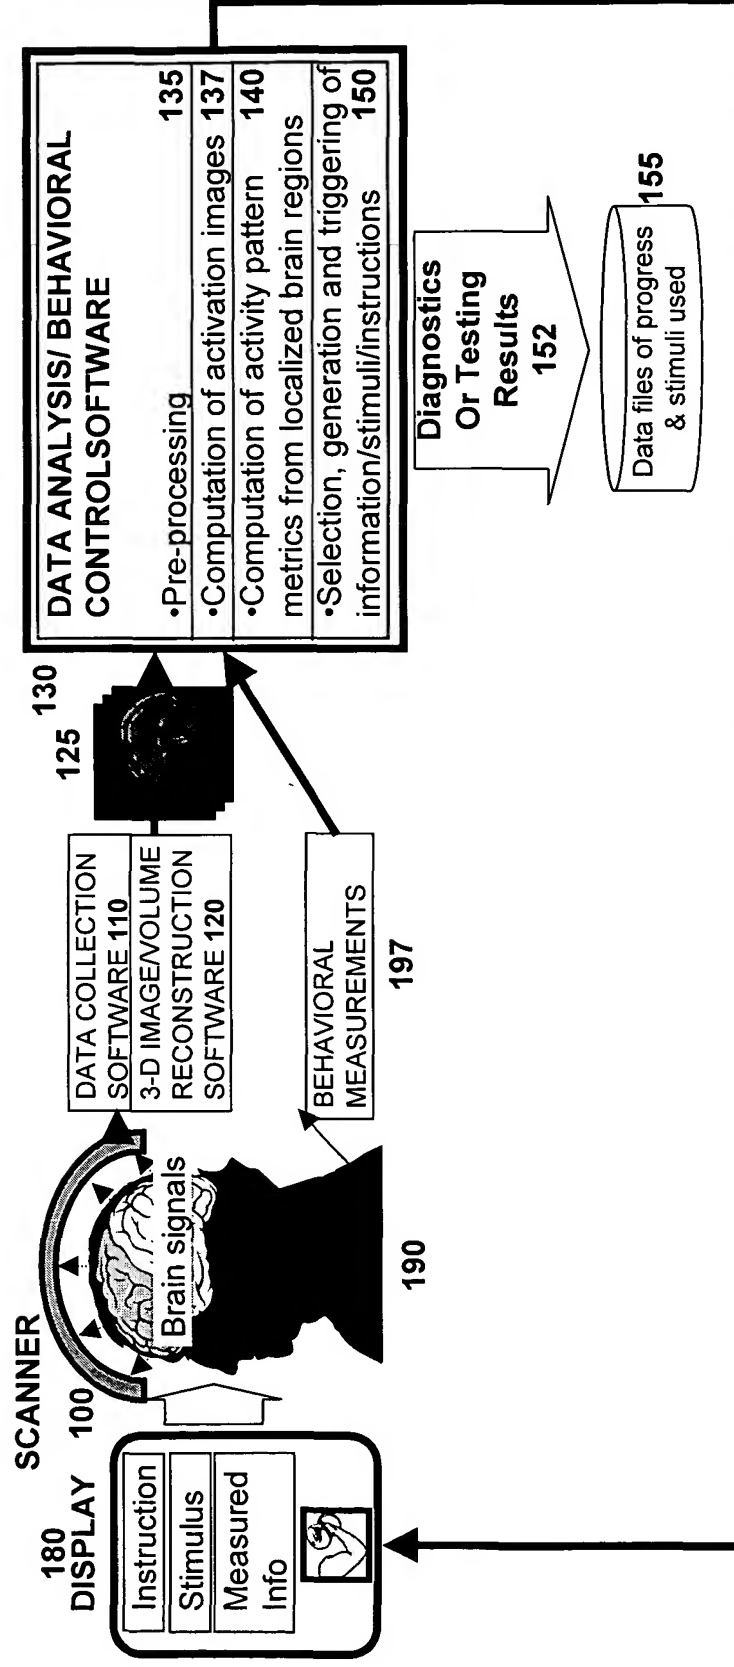 SCANNER
100
180
DISPLAY
Instruction
Stimulus
Measured
Info
Brain signals
190
DATA COLLECTION
SOFTWARE 110
3-D IMAGE/VOLUME
RECONSTRUCTION
SOFTWARE 120
BEHAVIORAL
MEASUREMENTS
197
125
130
DATA ANALYSIS/ BEHAVIORAL
CONTROLSOFTWARE
•Pre-processing 135
•Computation of activation images 137
•Computation of activity pattern 140
metrics from localized brain regions
•Selection, generation and triggering of
information/stimuli/instructions 150
Diagnostics
Or Testing
Results
152
Data files of progress
& stimuli used
155